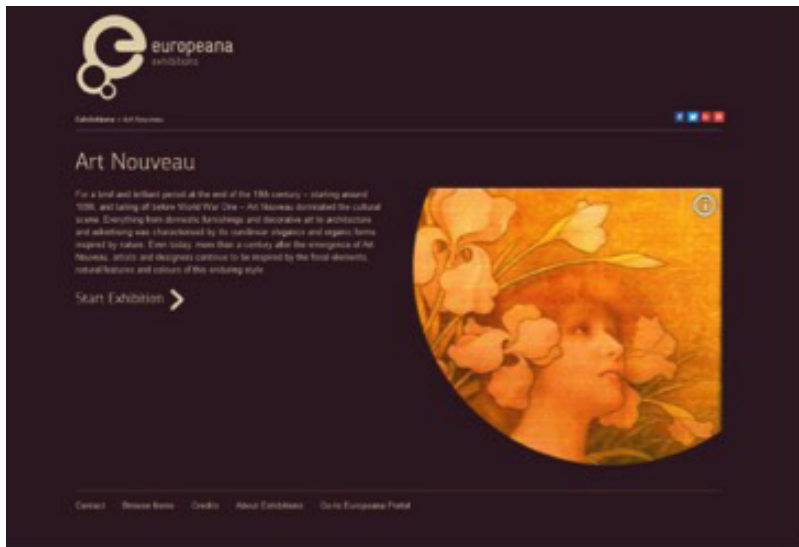 europeana
exhibitions
Exhibitions > Art Nouveau
Art Nouveau
For a brief and brilliant period at the end of the 19th century – starting around
1890, and tailing off before World War One – Art Nouveau dominated the cultural
scene. Everything from domestic furnishings and decorative art to architecture
and advertising was characterised by its curvilinear elegance and organic forms
inspired by nature. Even today, more than a century after the emergence of Art
Nouveau, artists and designers continue to be inspired by the floral elements,
natural features and colours of this enduring style.
Start Exhibition
Contact Browse Items Credits About Exhibitions Go to Europeana Portal